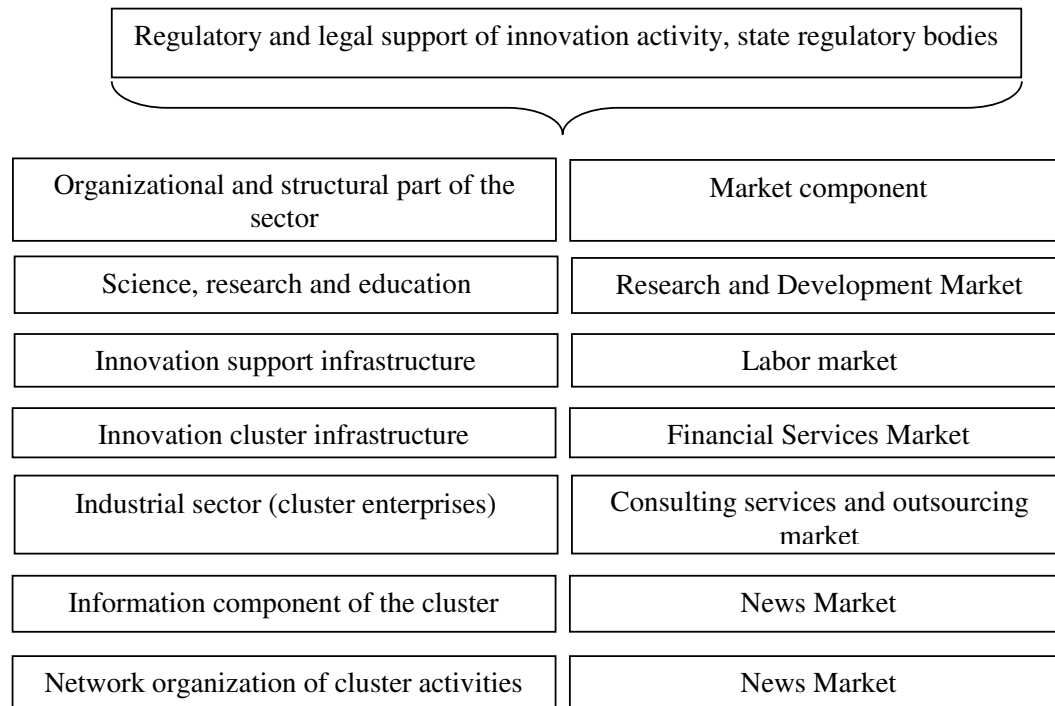 Regulatory and legal support of innovation activity, state regulatory bodies
Organizational and structural part of the
sector
Market component
Science, research and education
Research and Development Market
Innovation support infrastructure
Labor market
Innovation cluster infrastructure
Financial Services Market
Industrial sector (cluster enterprises)
Consulting services and outsourcing
market
Information component of the cluster
News Market
Network organization of cluster activities
News Market